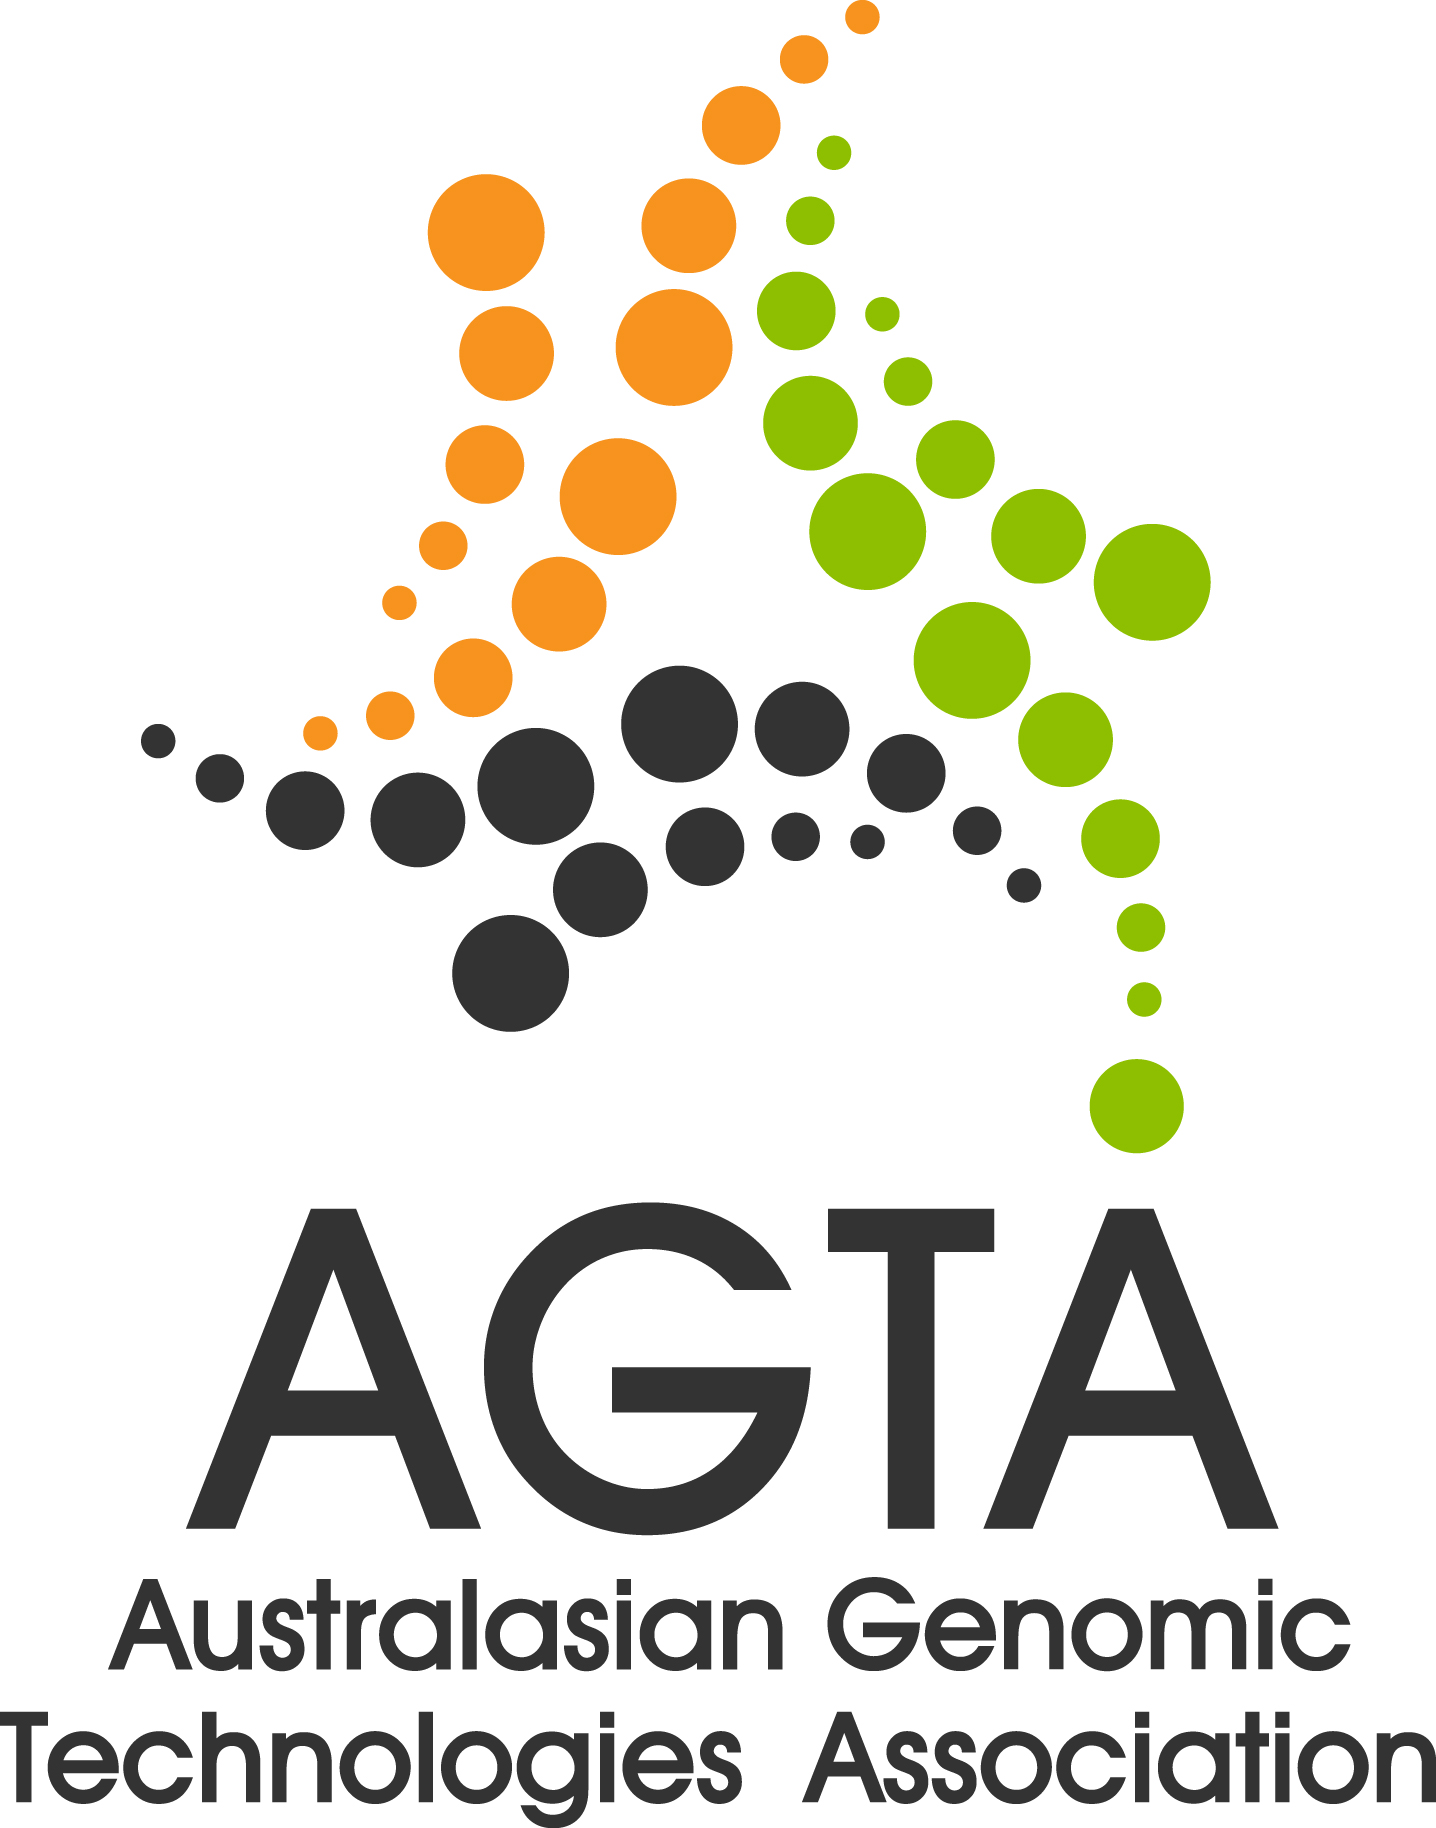 AGTA
Australasian Genomic
Technologies Association